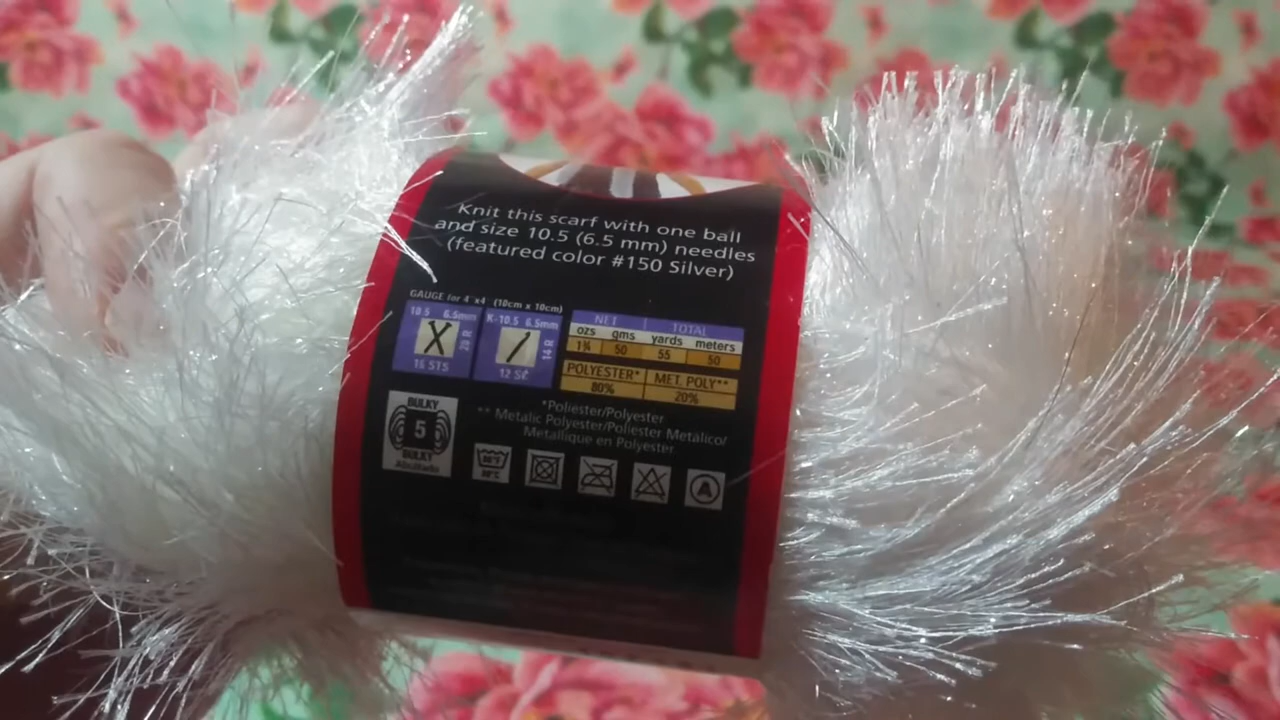 Knit this scarf with one ball
and size 10.5 (6.5 mm) needles
(featured color #150 Silver)
GAUGE for 4"x4" (10cm x 10cm)
10.5 6.5mm
X
16 STS
K-10.5 6.5mm
14 R
12 SC
NET TOTAL
ozs gms yards meters
1¾ 50 55 50
POLYESTER* MET. POLY**
80% 20%
*Poliéster/Polyester
** Metalic Polyester/Poliester Metálico/
Metallique en Polyester
BULKY
5
BULKY
Abultado
A